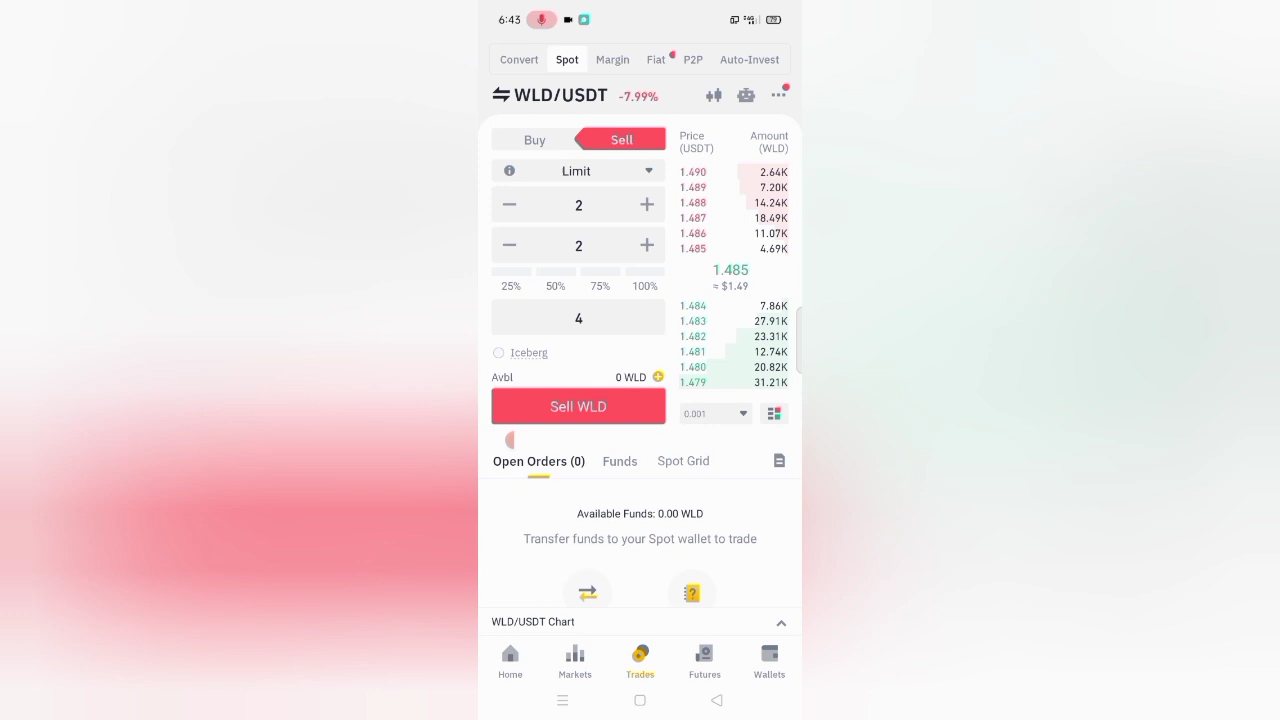 6:43
79
Convert Spot Margin Fiat P2P Auto-Invest
WLD/USDT -7.99%
Buy Sell
Price (USDT) Amount (WLD)
Limit
2
2
25% 50% 75% 100%
4
Iceberg
Avbl 0 WLD
Sell WLD
1.490 2.64K
1.489 7.20K
1.488 14.24K
1.487 18.49K
1.486 11.07K
1.485 4.69K
1.485
≈ $1.49
1.484 7.86K
1.483 27.91K
1.482 23.31K
1.481 12.74K
1.480 20.82K
1.479 31.21K
0.001
Open Orders (0) Funds Spot Grid
Available Funds: 0.00 WLD
Transfer funds to your Spot wallet to trade
WLD/USDT Chart
Home Markets Trades Futures Wallets